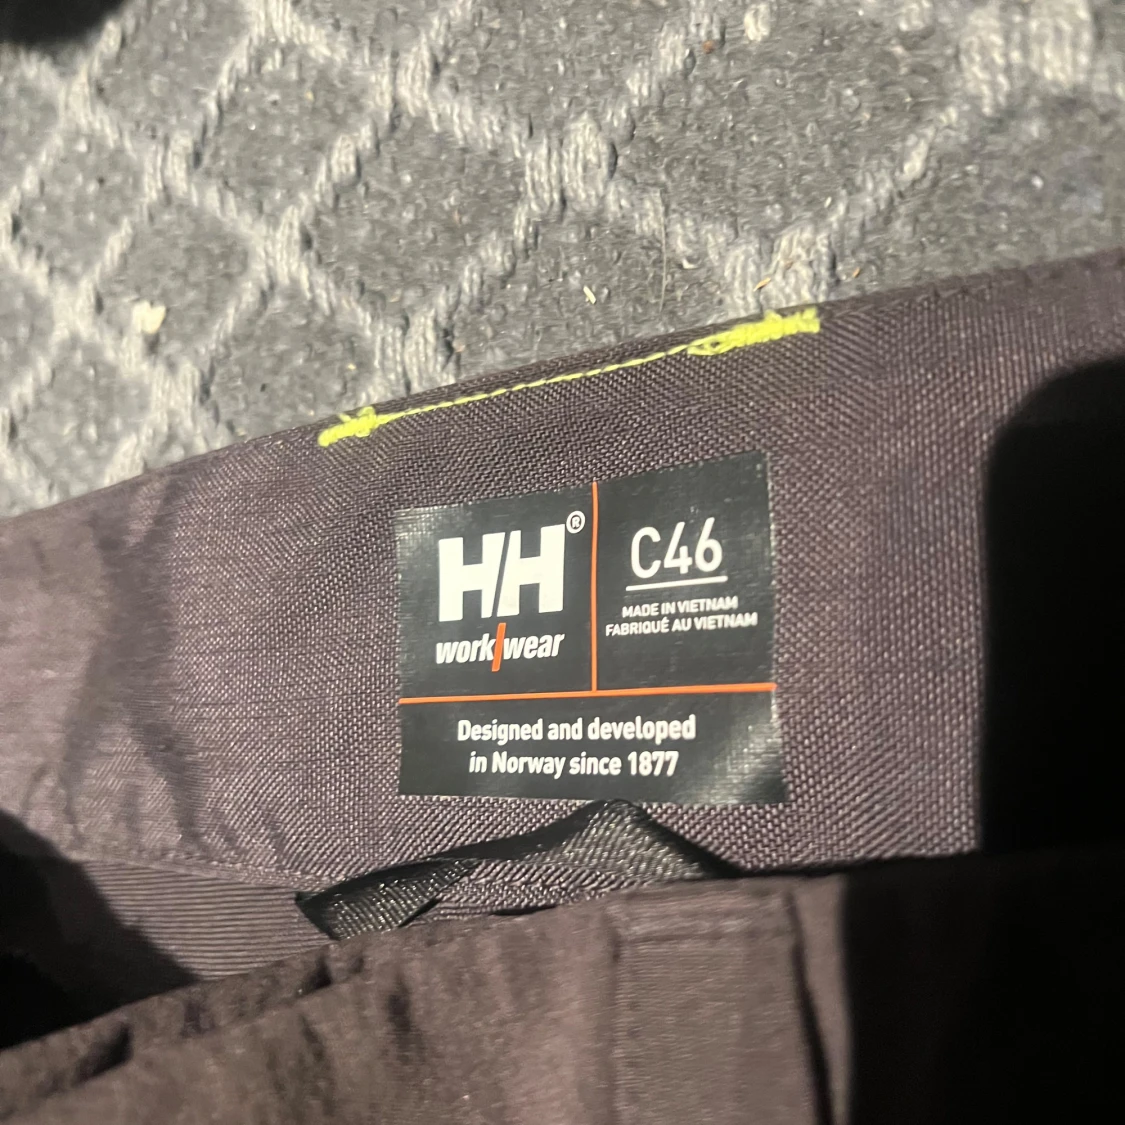 HH®
work/wear
C46
MADE IN VIETNAM
FABRIQUÉ AU VIETNAM
Designed and developed
in Norway since 1877